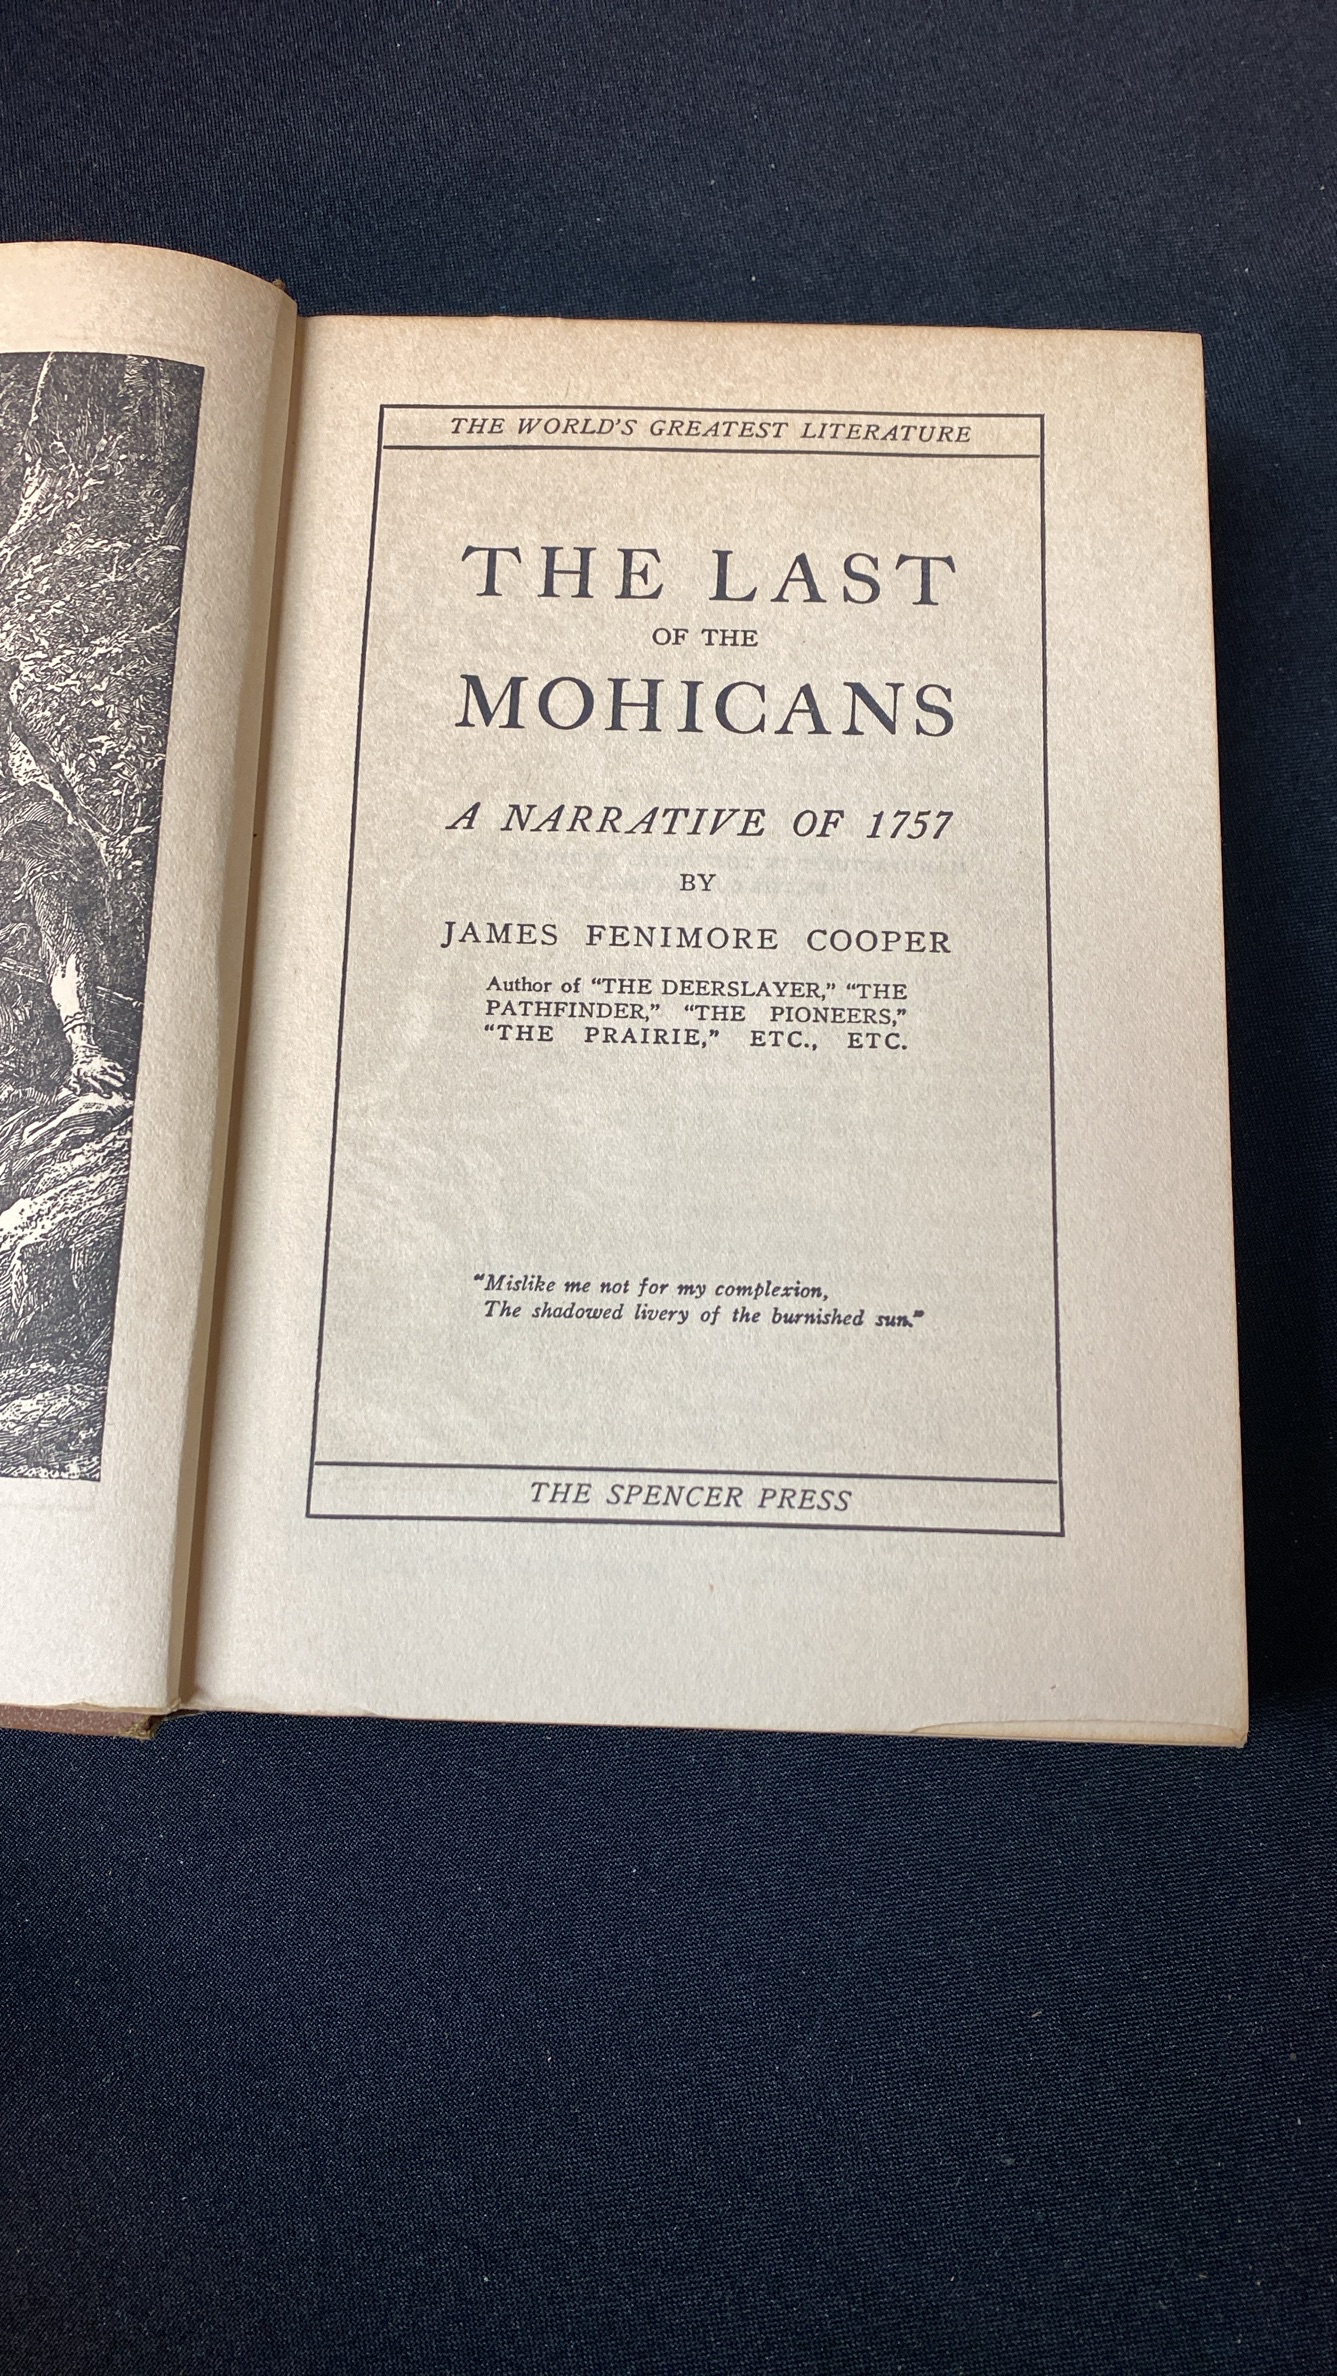 THE WORLD'S GREATEST LITERATURE
THE LAST
OF THE
MOHICANS
A NARRATIVE OF 1757
BY
JAMES FENIMORE COOPER
Author of “THE DEERSLAYER,” “THE
PATHFINDER,” “THE PIONEERS,”
“THE PRAIRIE,” ETC., ETC.
“Mislike me not for my complexion,
The shadowed livery of the burnished sun.”
THE SPENCER PRESS